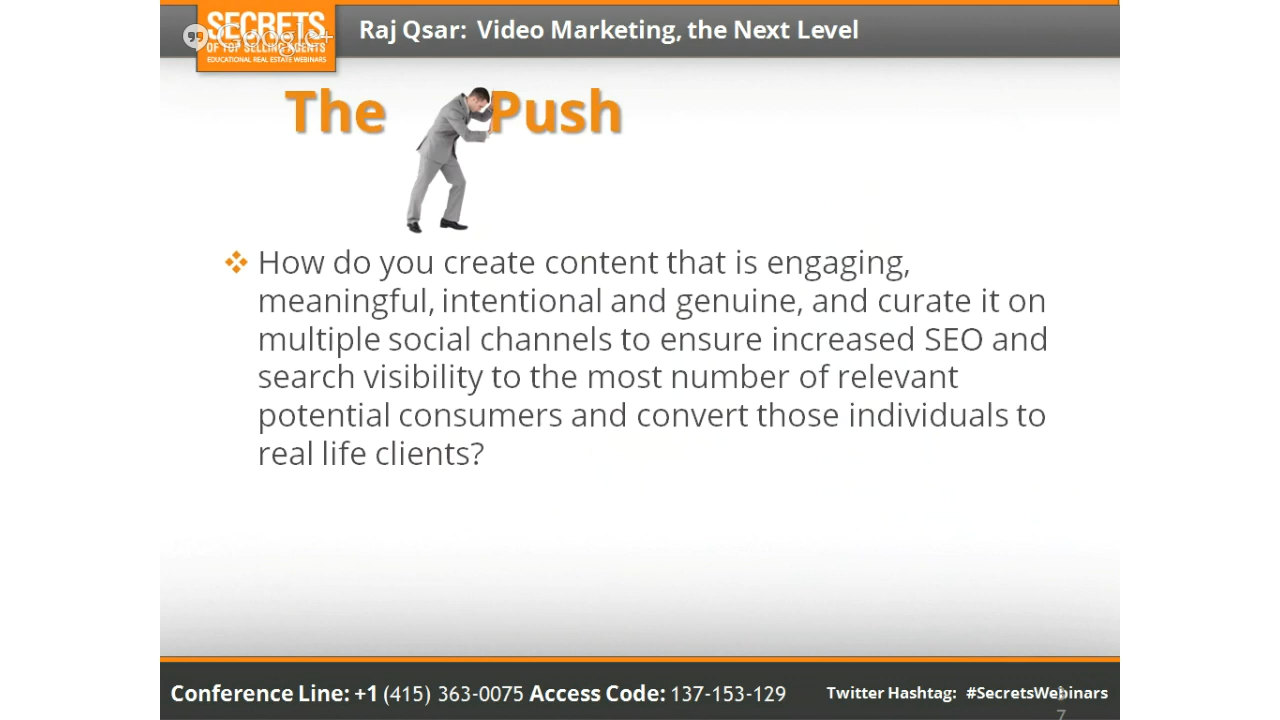 SECRETS
OF TOP SELLING AGENTS
EDUCATIONAL REAL ESTATE WEBINARS
Google+
Raj Qsar: Video Marketing, the Next Level
The Push
How do you create content that is engaging,
meaningful, intentional and genuine, and curate it on
multiple social channels to ensure increased SEO and
search visibility to the most number of relevant
potential consumers and convert those individuals to
real life clients?
Conference Line: +1 (415) 363-0075 Access Code: 137-153-129
Twitter Hashtag: #SecretsWebinars